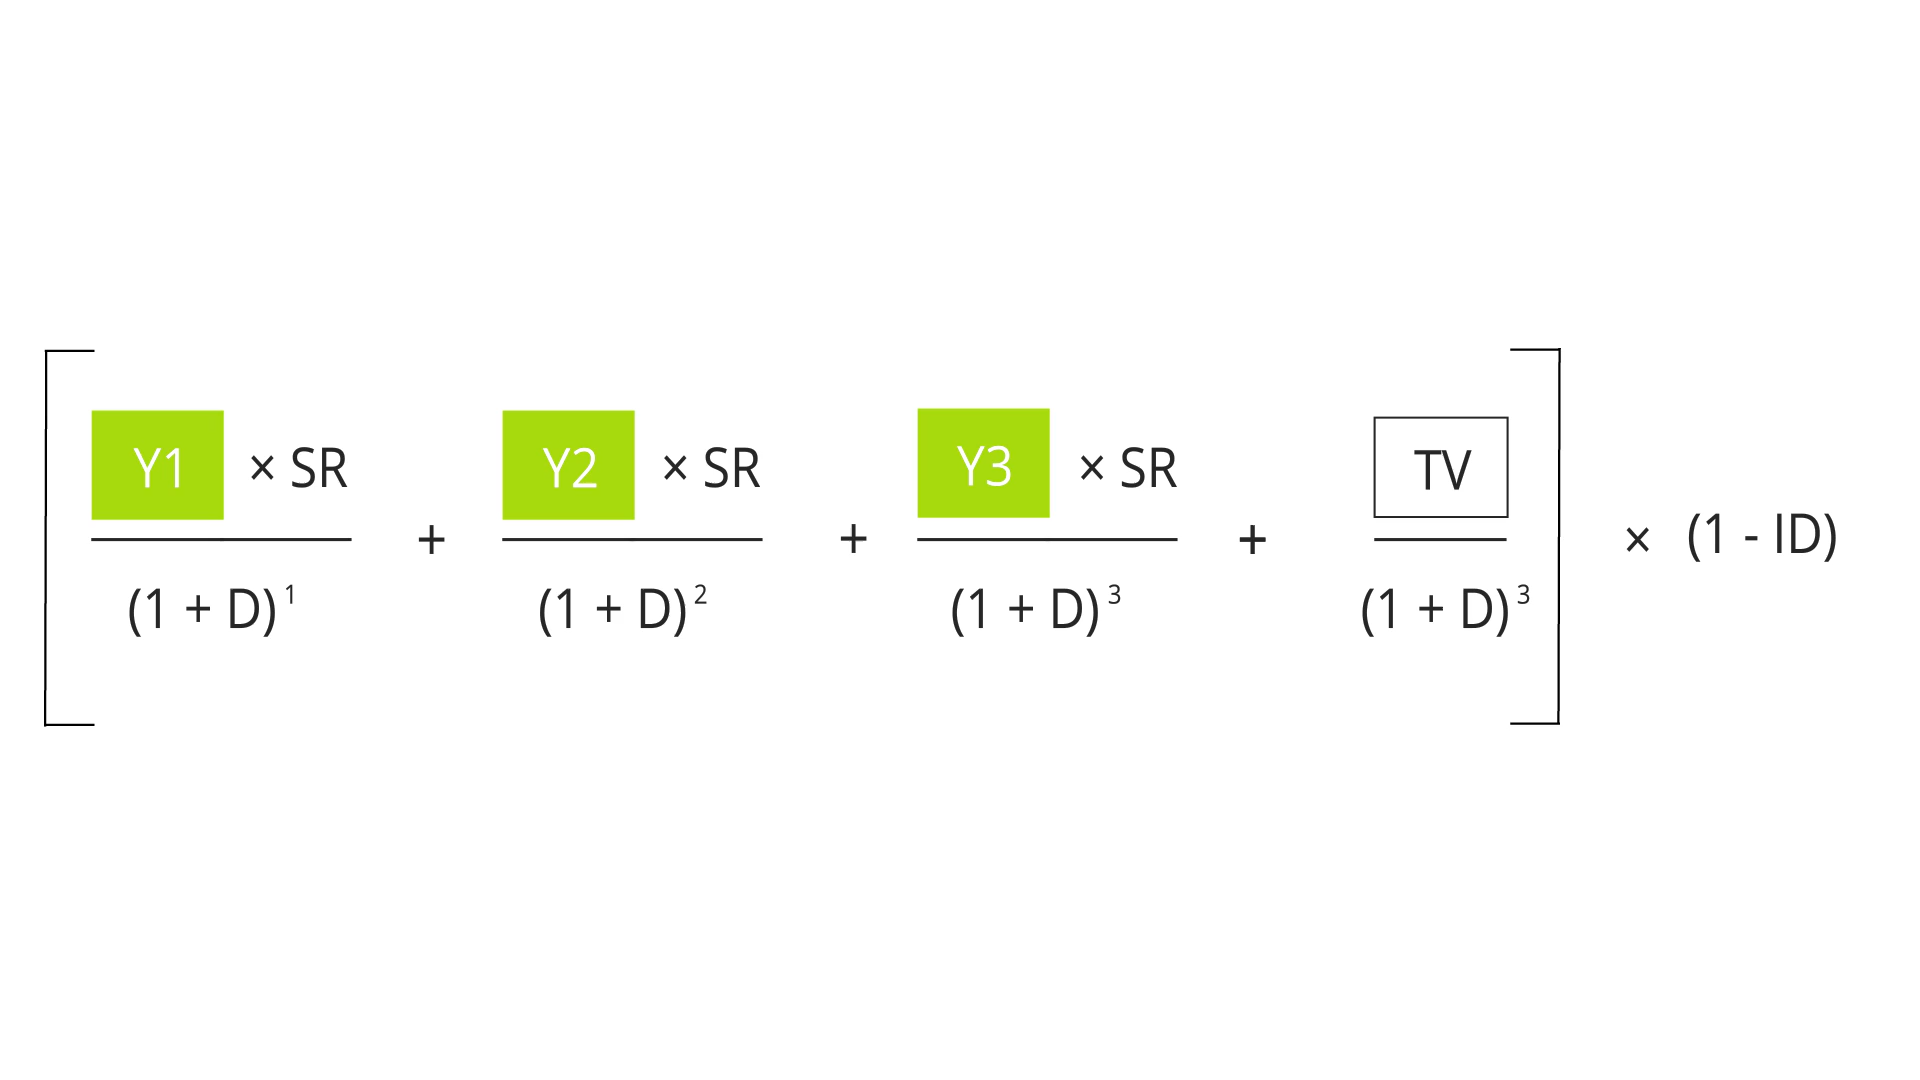 Y1 × SR + Y2 × SR + Y3 × SR + TV × (1 - ID)
(1 + D) 1 (1 + D) 2 (1 + D) 3 (1 + D) 3